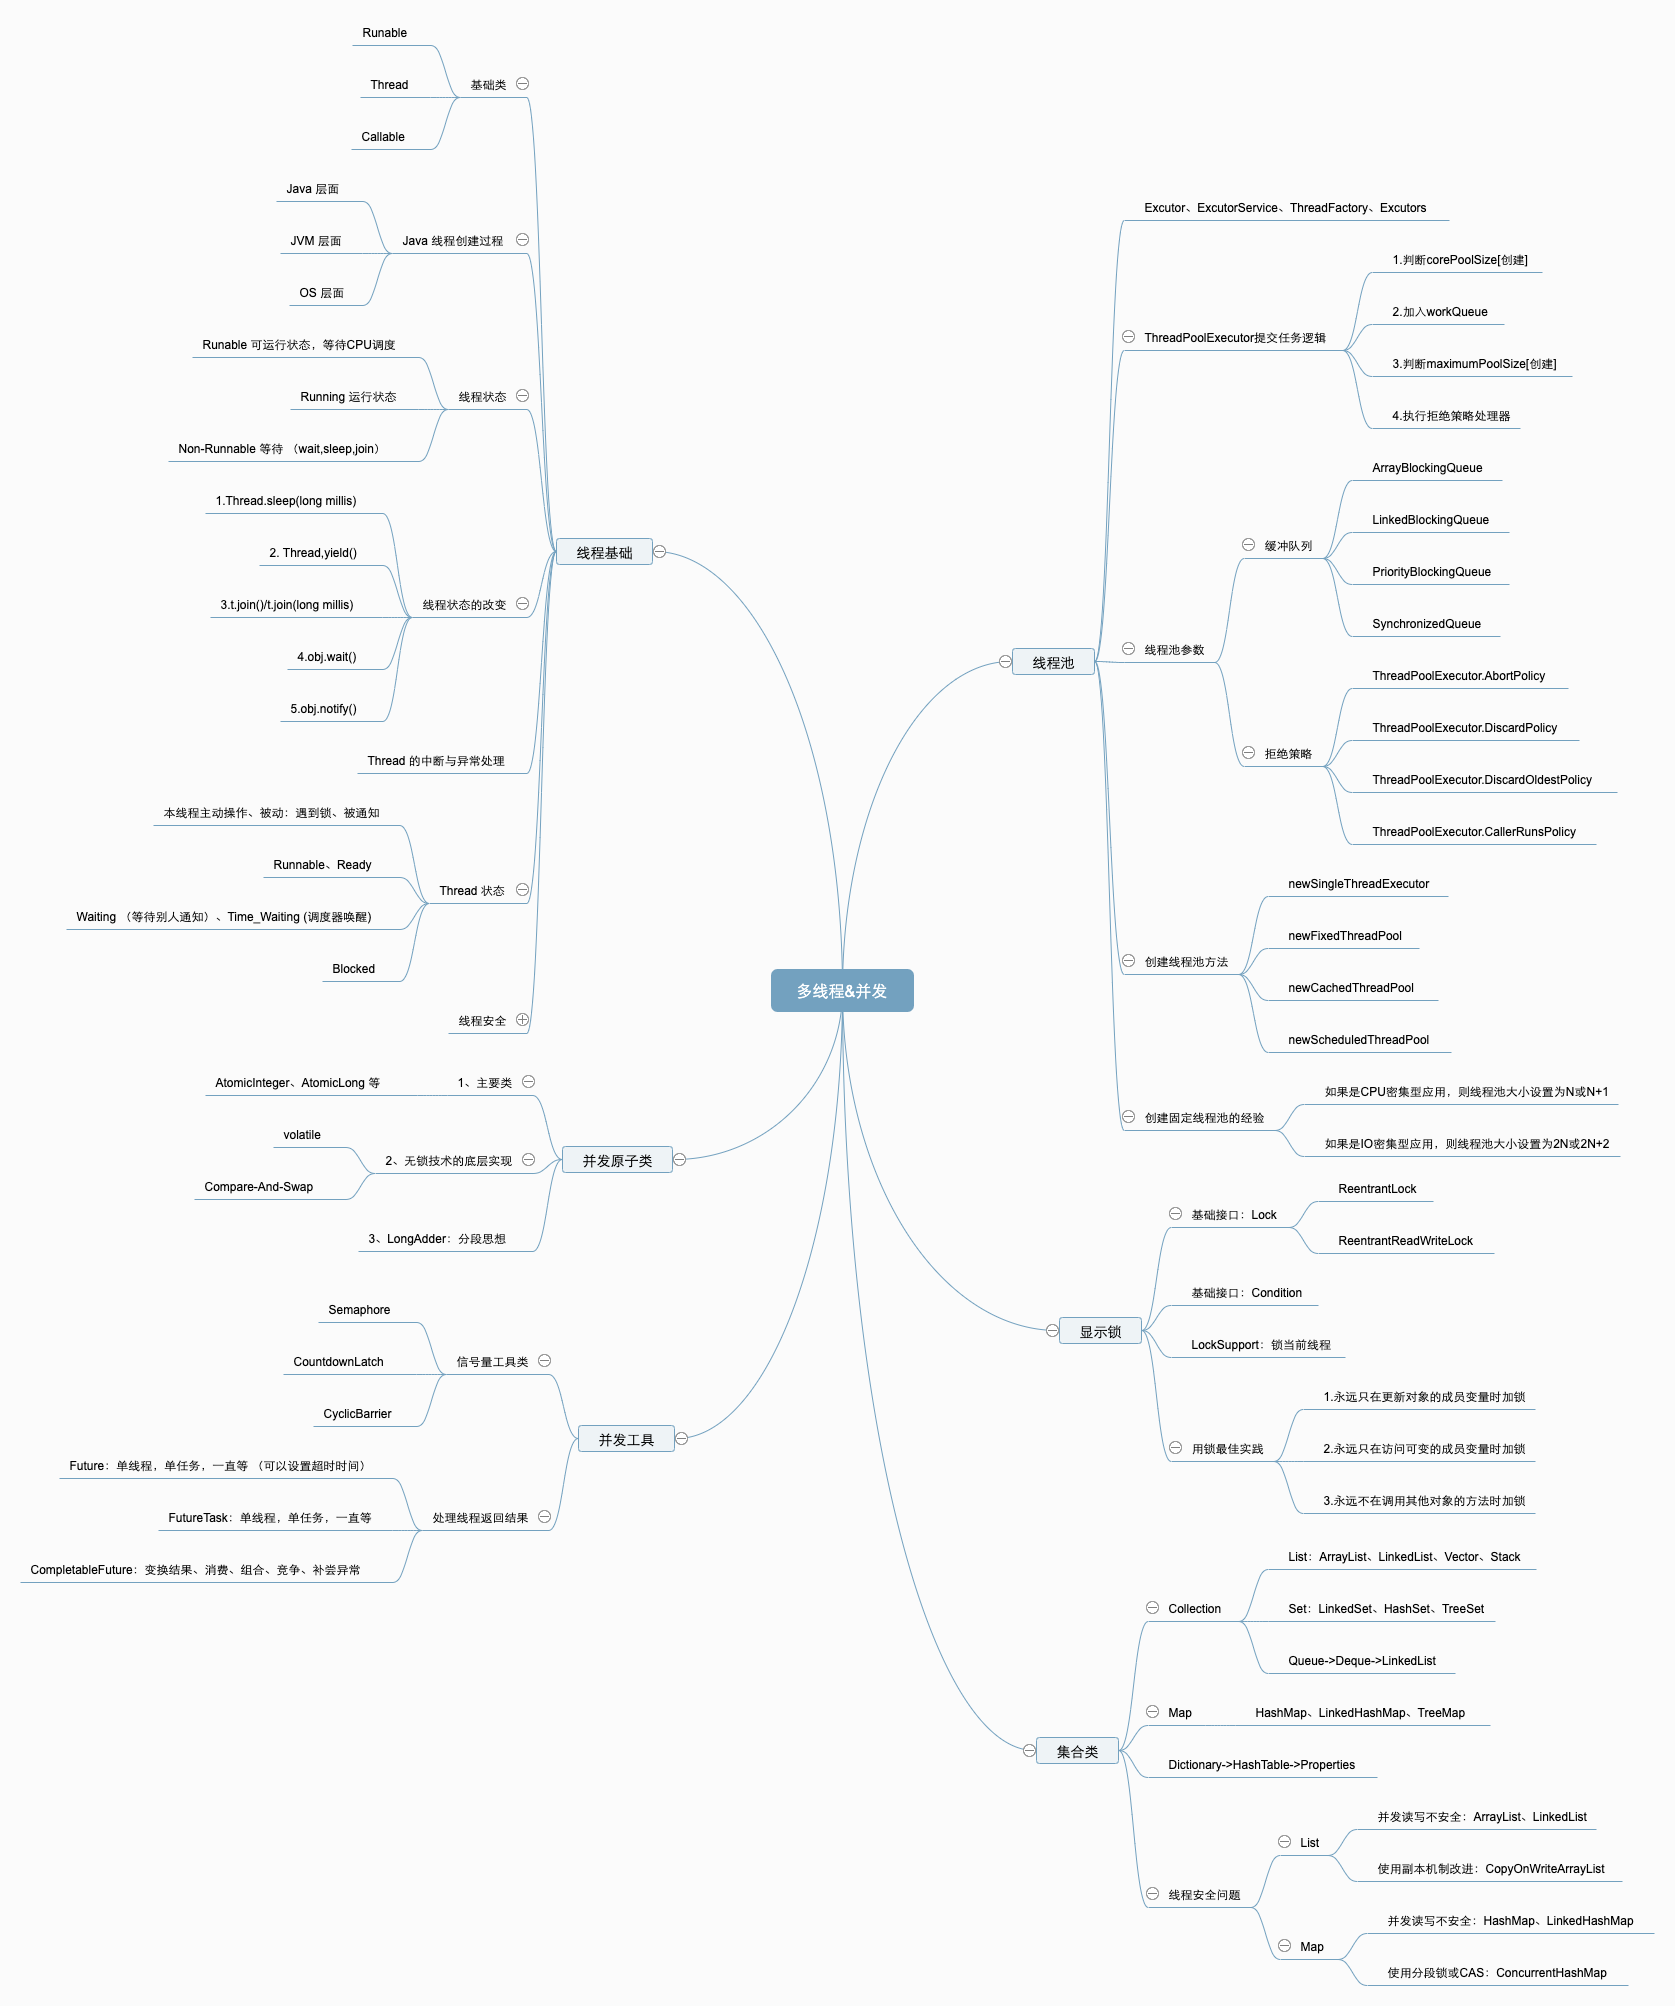 多线程&并发
线程基础
基础类
Runable
Thread
Callable
Java 线程创建过程
Java 层面
JVM 层面
OS 层面
线程状态
Runable 可运行状态，等待CPU调度
Running 运行状态
Non-Runnable 等待 （wait,sleep,join）
线程状态的改变
1.Thread.sleep(long millis)
2. Thread,yield()
3.t.join()/t.join(long millis)
4.obj.wait()
5.obj.notify()
Thread 的中断与异常处理
Thread 状态
本线程主动操作、被动：遇到锁、被通知
Runnable、Ready
Waiting （等待别人通知）、Time_Waiting (调度器唤醒)
Blocked
线程安全
并发原子类
1、主要类
AtomicInteger、AtomicLong 等
2、无锁技术的底层实现
volatile
Compare-And-Swap
3、LongAdder：分段思想
并发工具
信号量工具类
Semaphore
CountdownLatch
CyclicBarrier
处理线程返回结果
Future：单线程，单任务，一直等 （可以设置超时时间）
FutureTask：单线程，单任务，一直等
CompletableFuture：变换结果、消费、组合、竞争、补尝异常
线程池
Excutor、ExcutorService、ThreadFactory、Excutors
ThreadPoolExecutor提交任务逻辑
1.判断corePoolSize[创建]
2.加入workQueue
3.判断maximumPoolSize[创建]
4.执行拒绝策略处理器
线程池参数
缓冲队列
ArrayBlockingQueue
LinkedBlockingQueue
PriorityBlockingQueue
SynchronizedQueue
拒绝策略
ThreadPoolExecutor.AbortPolicy
ThreadPoolExecutor.DiscardPolicy
ThreadPoolExecutor.DiscardOldestPolicy
ThreadPoolExecutor.CallerRunsPolicy
创建线程池方法
newSingleThreadExecutor
newFixedThreadPool
newCachedThreadPool
newScheduledThreadPool
创建固定线程池的经验
如果是CPU密集型应用，则线程池大小设置为N或N+1
如果是IO密集型应用，则线程池大小设置为2N或2N+2
显示锁
基础接口：Lock
ReentrantLock
ReentrantReadWriteLock
基础接口：Condition
LockSupport：锁当前线程
用锁最佳实践
1.永远只在更新对象的成员变量时加锁
2.永远只在访问可变的成员变量时加锁
3.永远不在调用其他对象的方法时加锁
集合类
Collection
List：ArrayList、LinkedList、Vector、Stack
Set：LinkedSet、HashSet、TreeSet
Queue->Deque->LinkedList
Map
HashMap、LinkedHashMap、TreeMap
Dictionary->HashTable->Properties
线程安全问题
List
并发读写不安全：ArrayList、LinkedList
使用副本机制改进：CopyOnWriteArrayList
Map
并发读写不安全：HashMap、LinkedHashMap
使用分段锁或CAS：ConcurrentHashMap